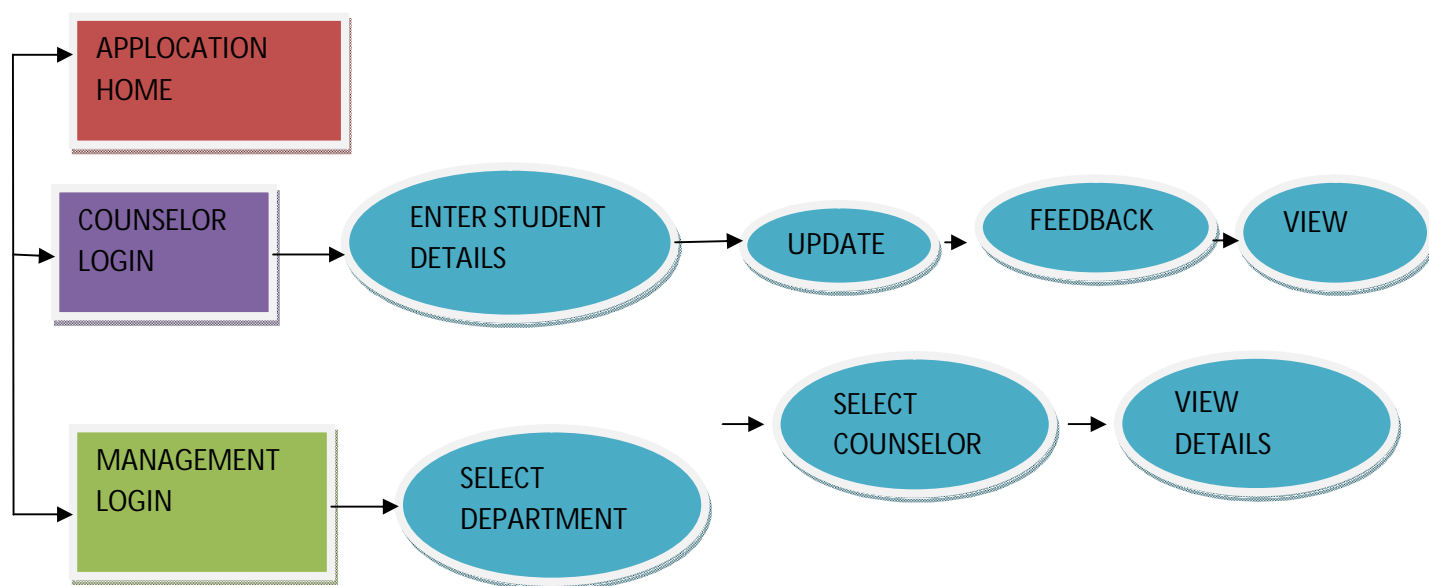 APPLOCATION
HOME
COUNSELOR
LOGIN
ENTER STUDENT
DETAILS
UPDATE
FEEDBACK
VIEW
MANAGEMENT
LOGIN
SELECT
DEPARTMENT
SELECT
COUNSELOR
VIEW
DETAILS